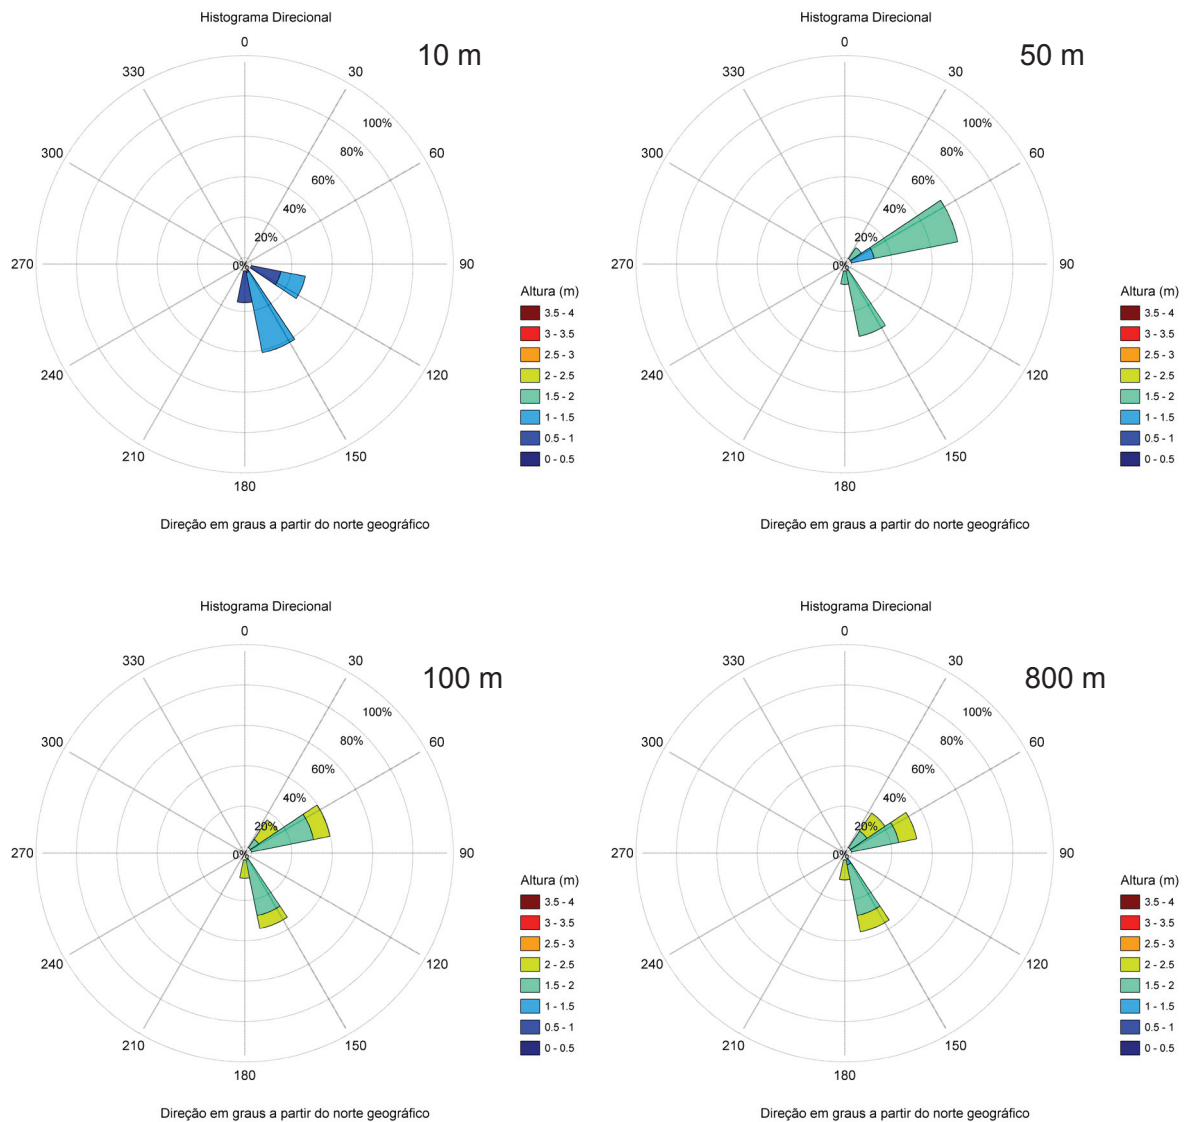 Histograma Direcional
10 m
0
30
60
90
120
150
180
210
240
270
300
330
0%
20%
40%
60%
80%
100%
Altura (m)
3.5 - 4
3 - 3.5
2.5 - 3
2 - 2.5
1.5 - 2
1 - 1.5
0.5 - 1
0 - 0.5
Direção em graus a partir do norte geográfico
Histograma Direcional
50 m
0
30
60
90
120
150
180
210
240
270
300
330
0%
20%
40%
60%
80%
100%
Altura (m)
3.5 - 4
3 - 3.5
2.5 - 3
2 - 2.5
1.5 - 2
1 - 1.5
0.5 - 1
0 - 0.5
Direção em graus a partir do norte geográfico
Histograma Direcional
100 m
0
30
60
90
120
150
180
210
240
270
300
330
0%
20%
40%
60%
80%
100%
Altura (m)
3.5 - 4
3 - 3.5
2.5 - 3
2 - 2.5
1.5 - 2
1 - 1.5
0.5 - 1
0 - 0.5
Direção em graus a partir do norte geográfico
Histograma Direcional
800 m
0
30
60
90
120
150
180
210
240
270
300
330
0%
20%
40%
60%
80%
100%
Altura (m)
3.5 - 4
3 - 3.5
2.5 - 3
2 - 2.5
1.5 - 2
1 - 1.5
0.5 - 1
0 - 0.5
Direção em graus a partir do norte geográfico